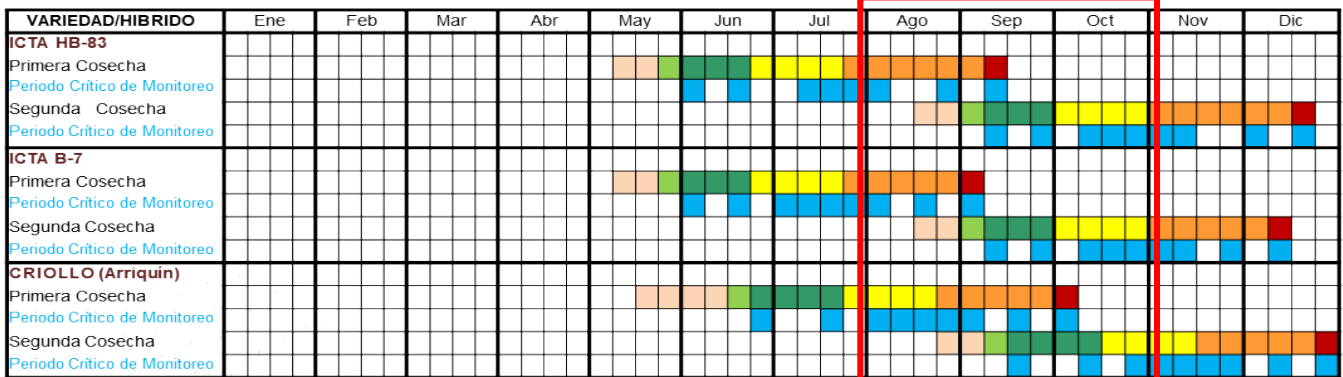 VARIEDAD/HIBRIDO Ene Feb Mar Abr May Jun Jul Ago Sep Oct Nov Dic
ICTA HB-83
Primera Cosecha
Periodo Crítico de Monitoreo
Segunda Cosecha
Periodo Crítico de Monitoreo
ICTA B-7
Primera Cosecha
Periodo Crítico de Monitoreo
Segunda Cosecha
Periodo Crítico de Monitoreo
CRIOLLO (Arriquín)
Primera Cosecha
Periodo Crítico de Monitoreo
Segunda Cosecha
Periodo Crítico de Monitoreo